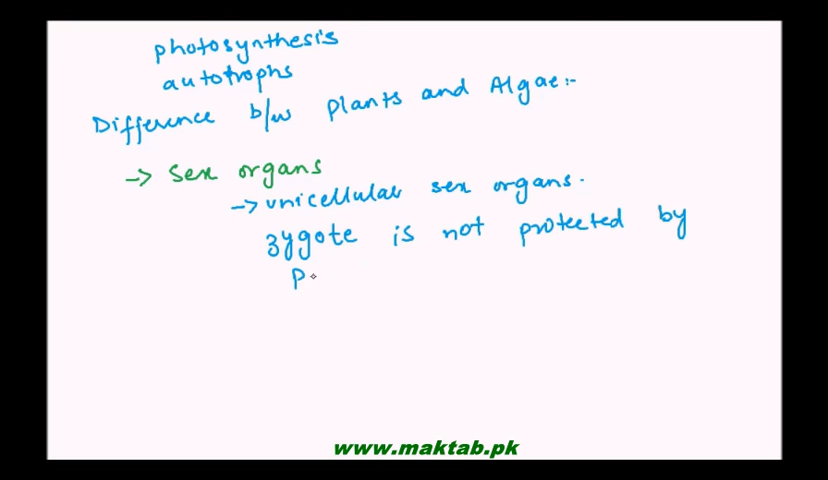 photosynthesis
autotrophs
Difference b/w plants and Algae:-
-> Sex organs
-> unicellular sex organs.
zygote is not protected by
P
www.maktab.pk